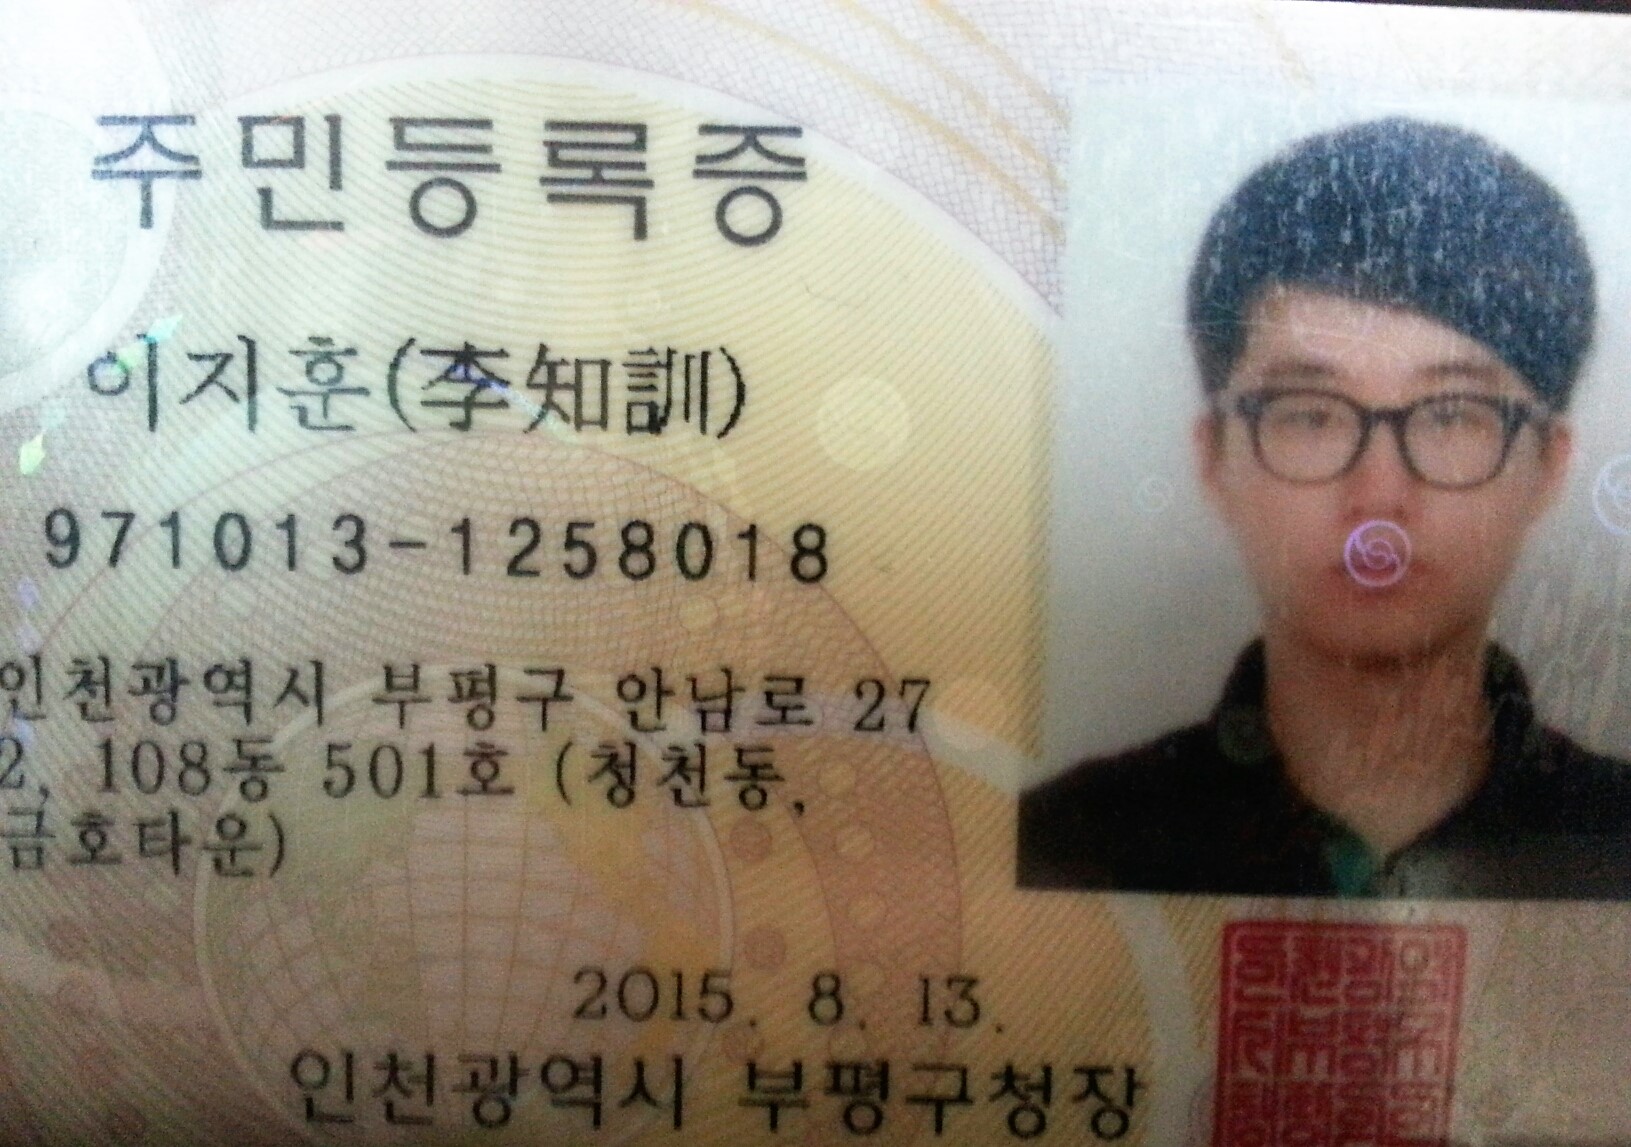 주민등록증
이지훈(李知訓)
971013-1258018
인천광역시 부평구 안남로 27
2, 108동 501호 (청천동,
금호타운)
2015. 8. 13.
인천광역시 부평구청장